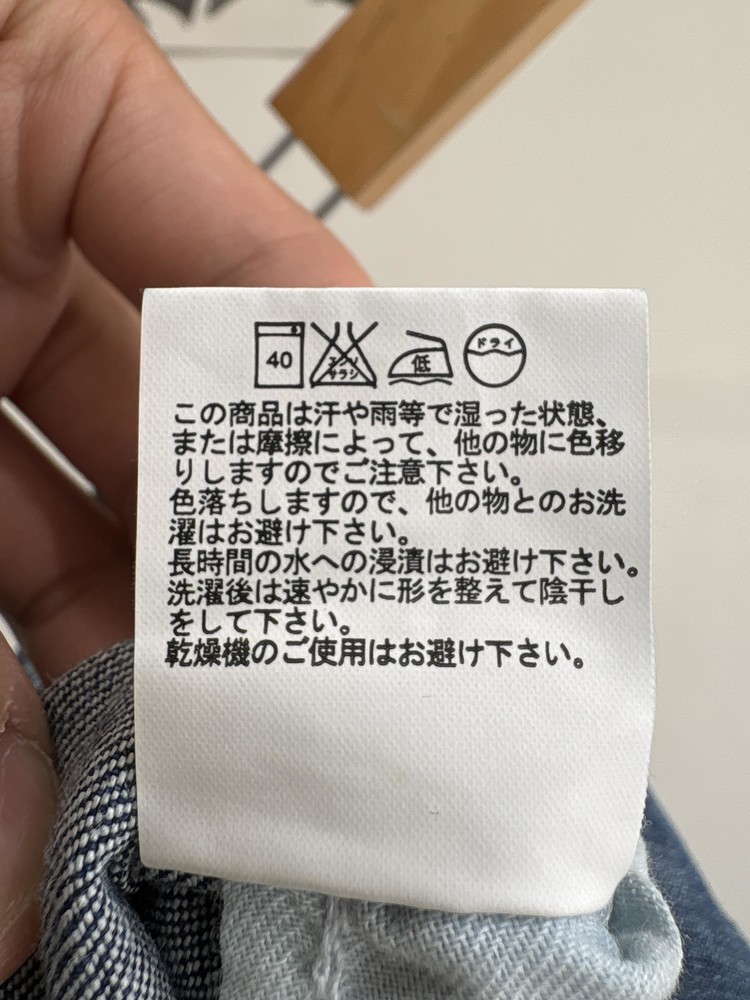 40 エンソ サラシ 低 ドライ
この商品は汗や雨等で湿った状態、
または摩擦によって、他の物に色移
りしますのでご注意下さい。
色落ちしますので、他の物とのお洗
濯はお避け下さい。
長時間の水への浸漬はお避け下さい。
洗濯後は速やかに形を整えて陰干し
をして下さい。
乾燥機のご使用はお避け下さい。